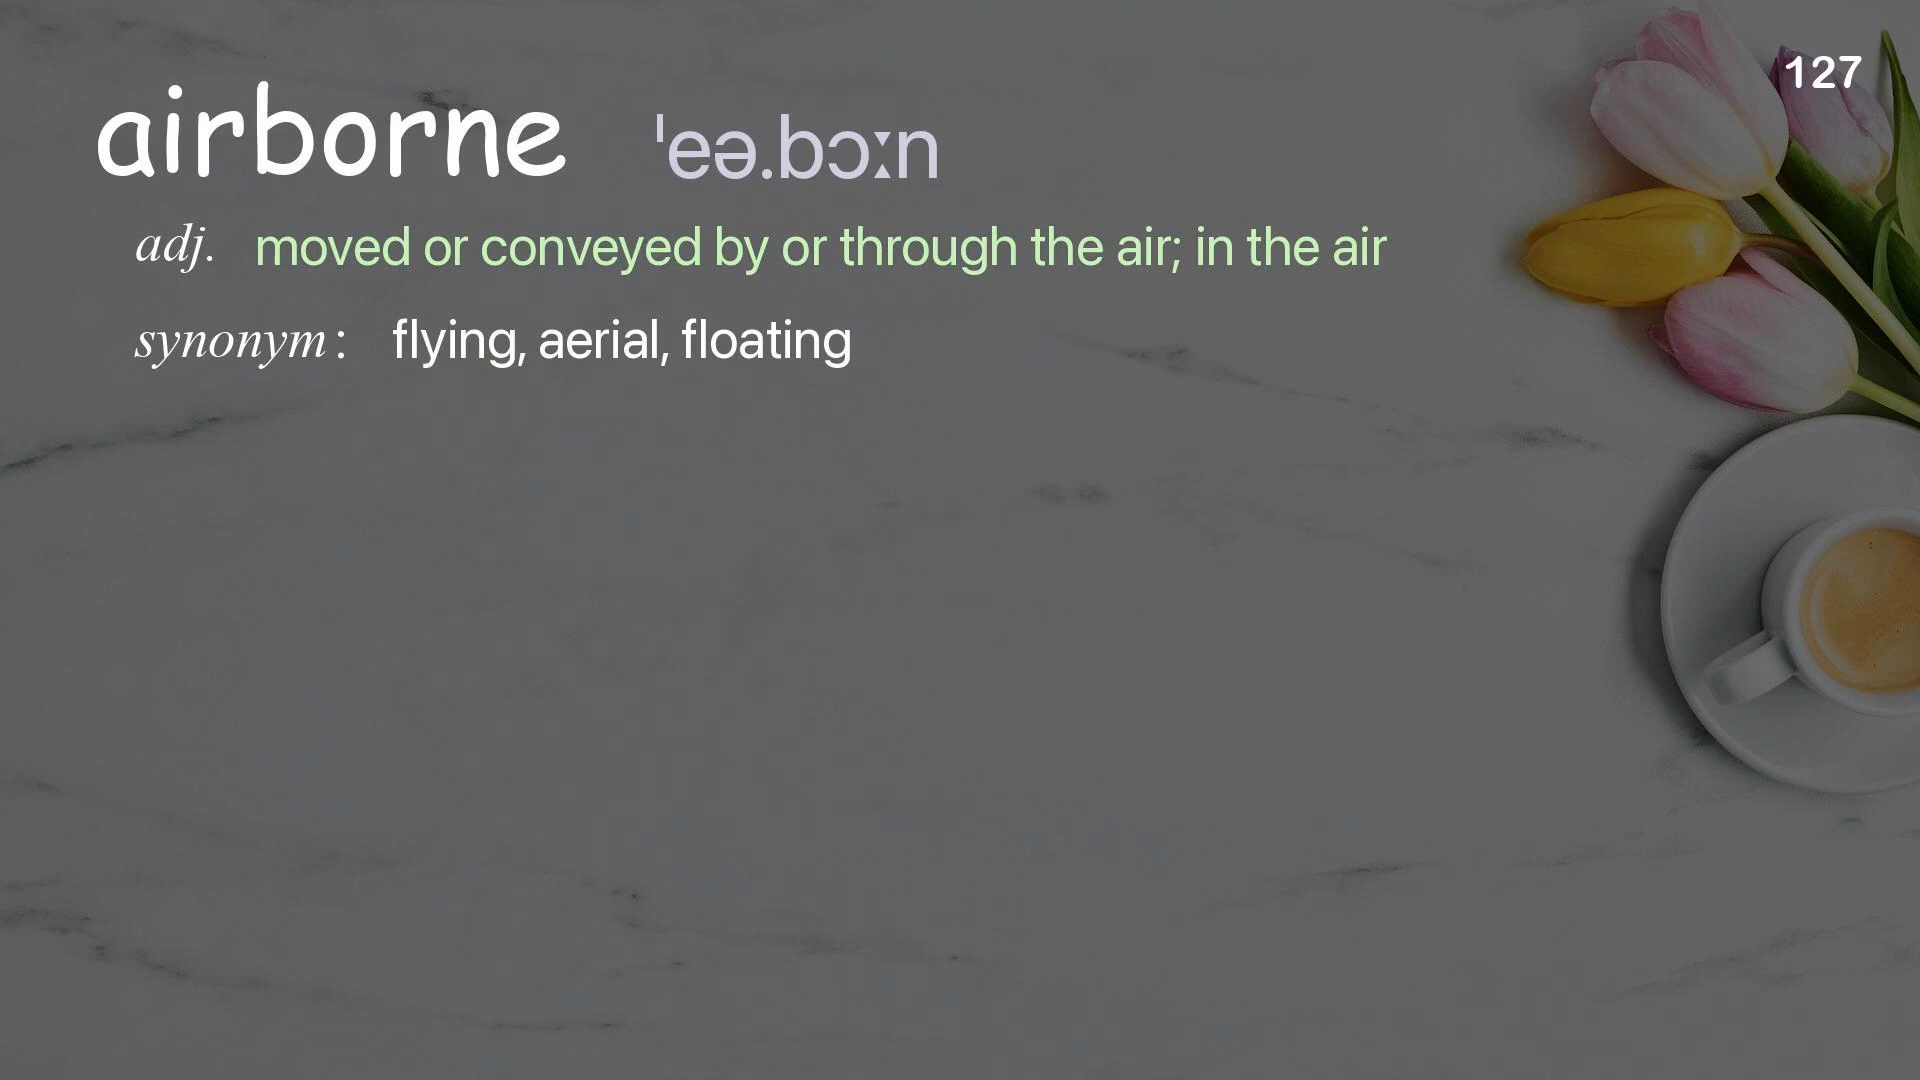 127
airborne ˈeə.bɔːn
adj. moved or conveyed by or through the air; in the air
synonym: flying, aerial, floating